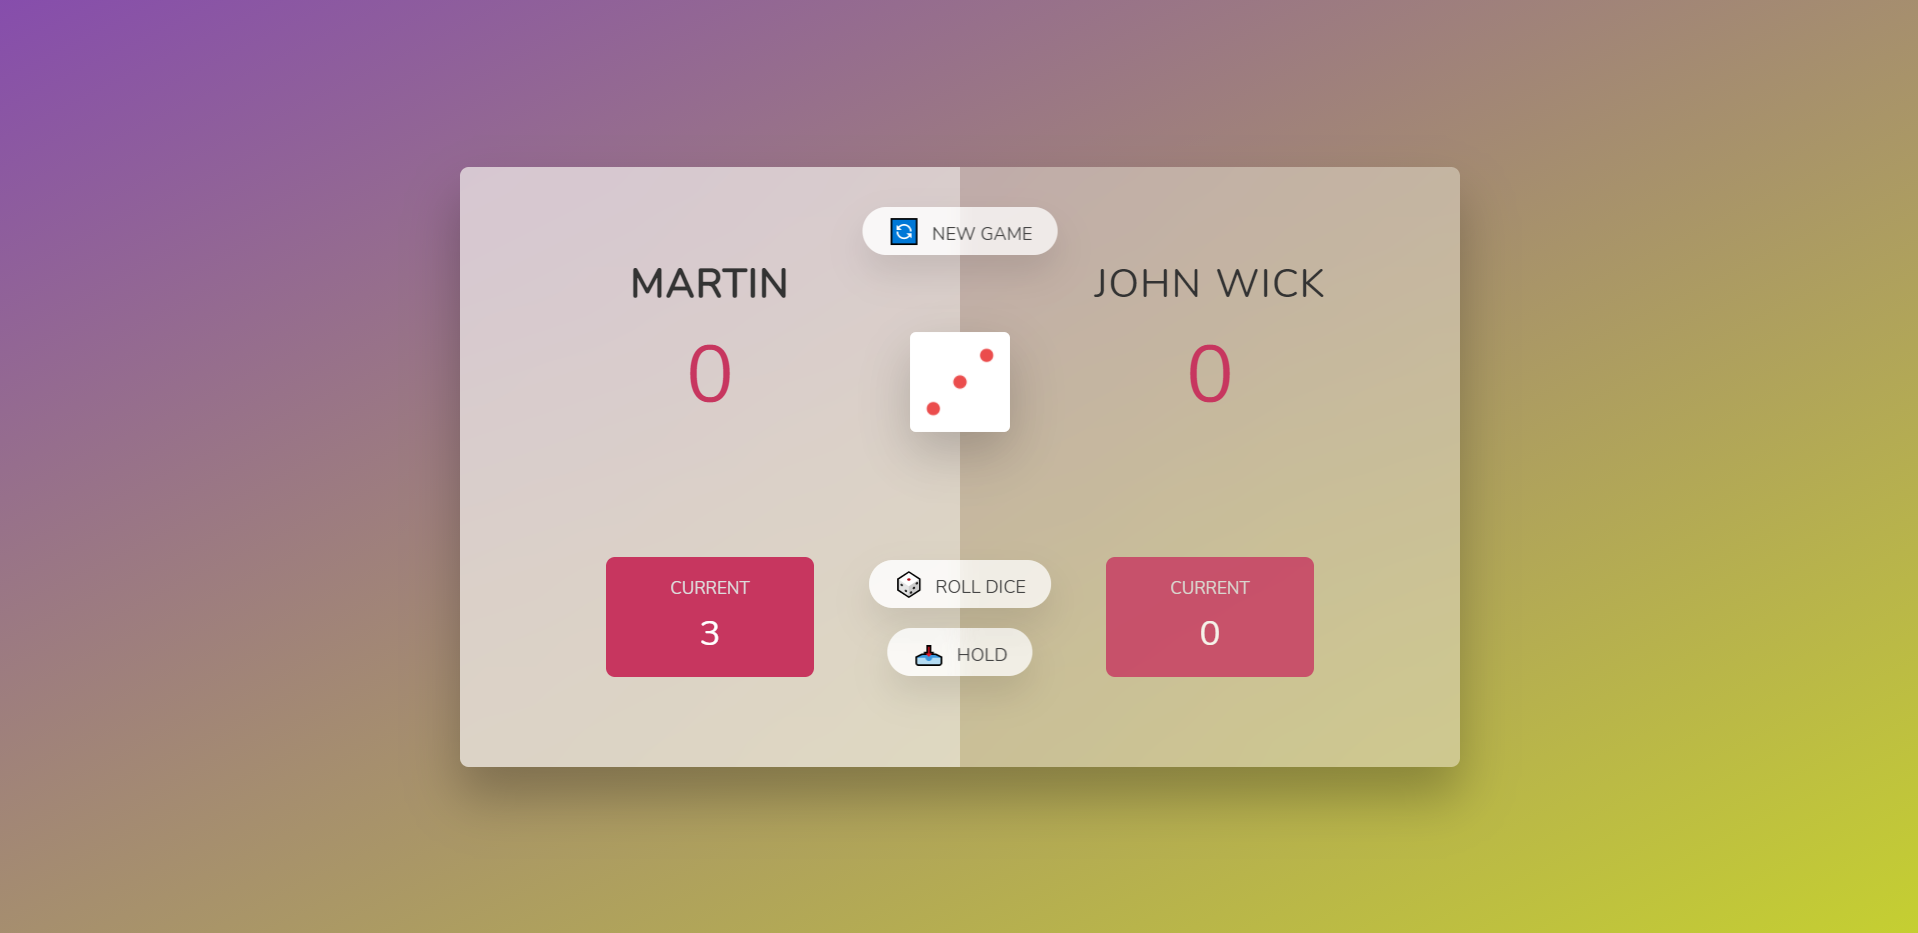 NEW GAME
MARTIN
JOHN WICK
0
0
CURRENT
3
ROLL DICE
HOLD
CURRENT
0